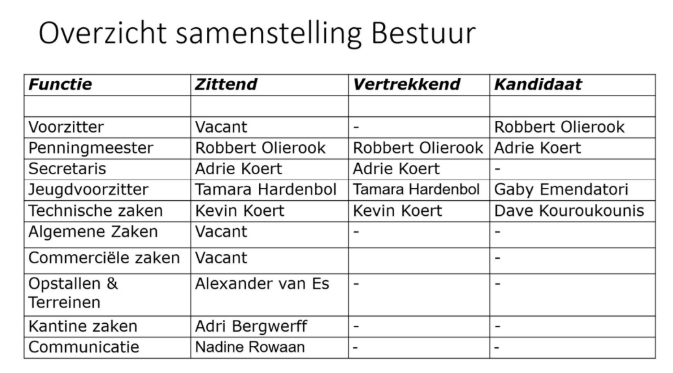 Overzicht samenstelling Bestuur
Functie Zittend Vertrekkend Kandidaat
Voorzitter Vacant - Robbert Olierook
Penningmeester Robbert Olierook Robbert Olierook Adrie Koert
Secretaris Adrie Koert Adrie Koert -
Jeugdvoorzitter Tamara Hardenbol Tamara Hardenbol Gaby Emendatori
Technische zaken Kevin Koert Kevin Koert Dave Kouroukounis
Algemene Zaken Vacant - -
Commerciële zaken Vacant -
Opstallen & Alexander van Es - -
Terreinen
Kantine zaken Adri Bergwerff - -
Communicatie Nadine Rowaan - -